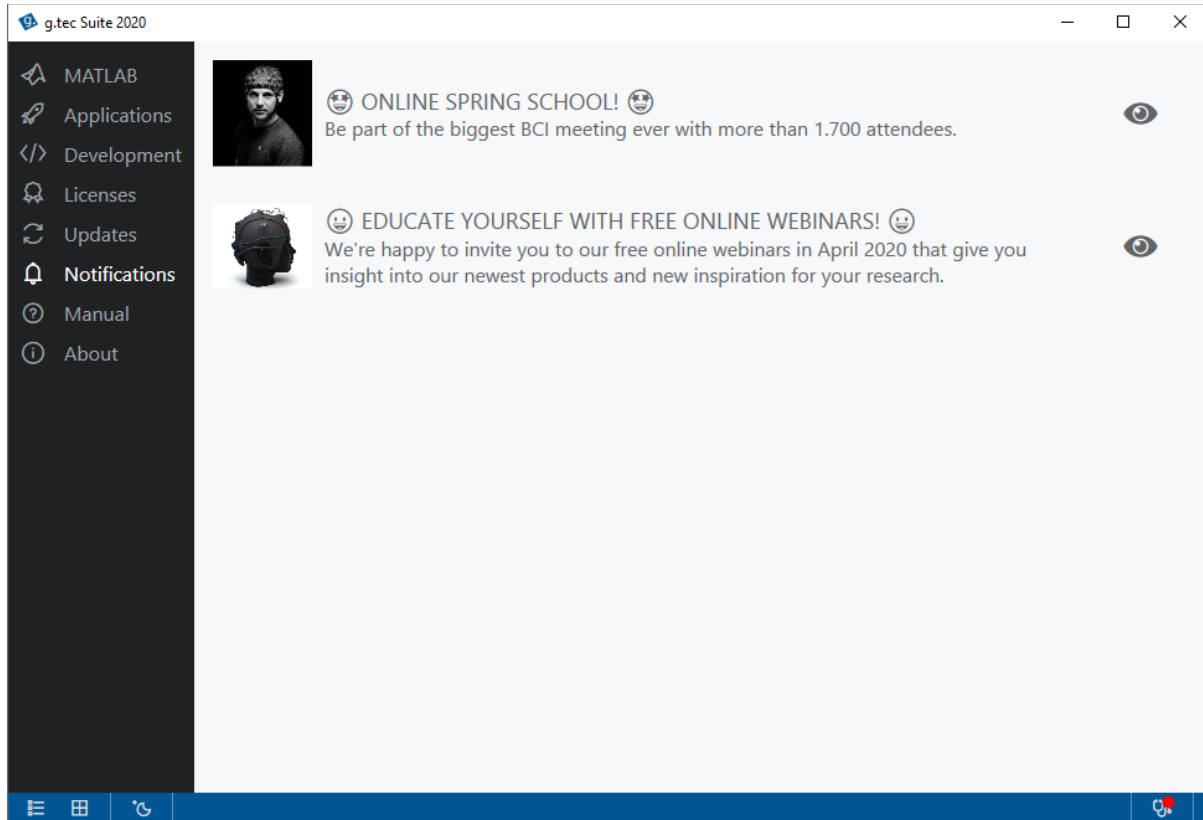 g.tec Suite 2020
MATLAB
Applications
Development
Licenses
Updates
Notifications
Manual
About
🤩 ONLINE SPRING SCHOOL! 🤩
Be part of the biggest BCI meeting ever with more than 1.700 attendees.
😀 EDUCATE YOURSELF WITH FREE ONLINE WEBINARS! 😀
We're happy to invite you to our free online webinars in April 2020 that give you
insight into our newest products and new inspiration for your research.